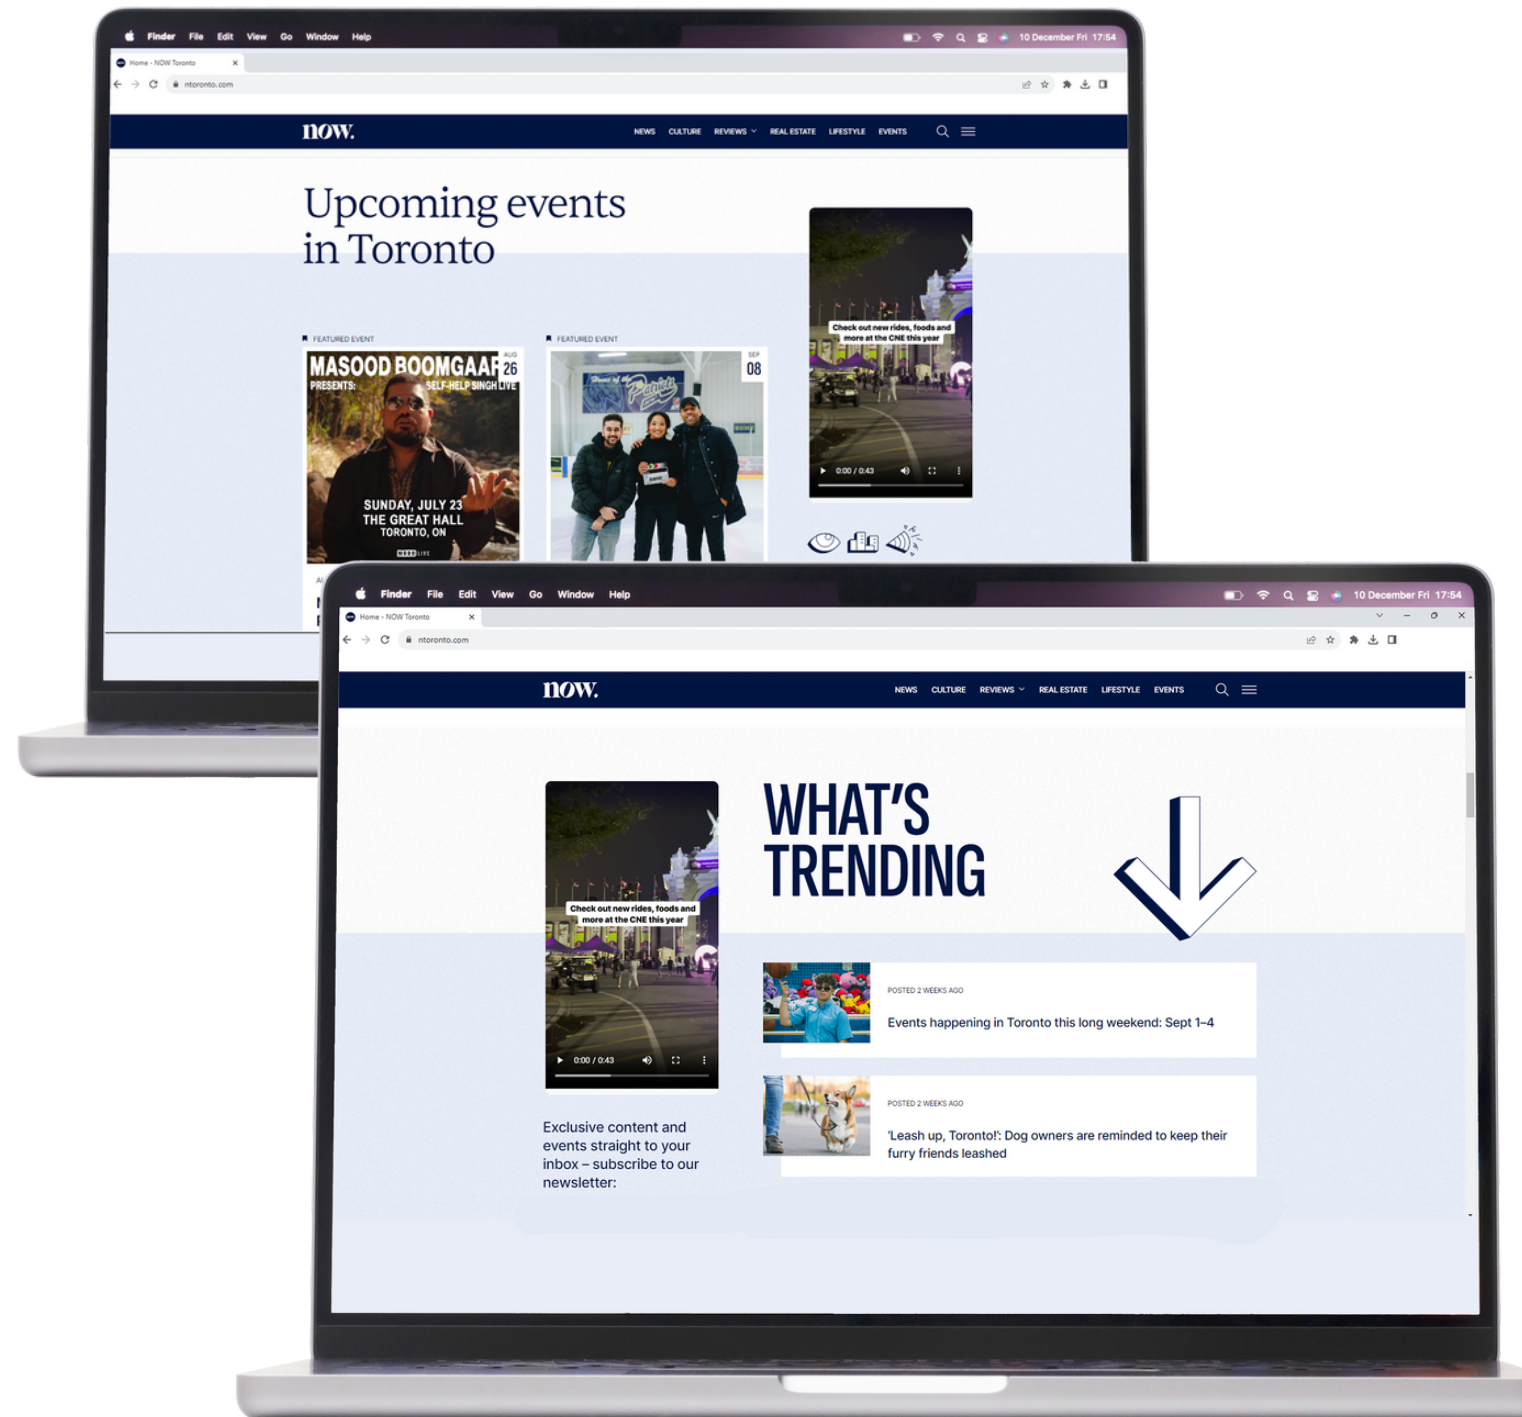 Finder File Edit View Go Window Help 10 December Fri 17:54
Home - NOW Toronto
ntoronto.com
now. NEWS CULTURE REVIEWS REAL ESTATE LIFESTYLE EVENTS
Upcoming events
in Toronto
FEATURED EVENT
MASOOD BOOMGAAR
PRESENTS: SELF-HELP SINGH LIVE
AUG
26
SUNDAY, JULY 23
THE GREAT HALL
TORONTO, ON
FEATURED EVENT
SEP
08
Home of the
Patriots
Check out new rides, foods and
more at the CNE this year
0:00 / 0:43
Finder File Edit View Go Window Help 10 December Fri 17:54
Home - NOW Toronto
ntoronto.com
now. NEWS CULTURE REVIEWS REAL ESTATE LIFESTYLE EVENTS
Check out new rides, foods and
more at the CNE this year
0:00 / 0:43
Exclusive content and
events straight to your
inbox – subscribe to our
newsletter:
WHAT'S
TRENDING
POSTED 2 WEEKS AGO
Events happening in Toronto this long weekend: Sept 1–4
POSTED 2 WEEKS AGO
'Leash up, Toronto!': Dog owners are reminded to keep their
furry friends leashed